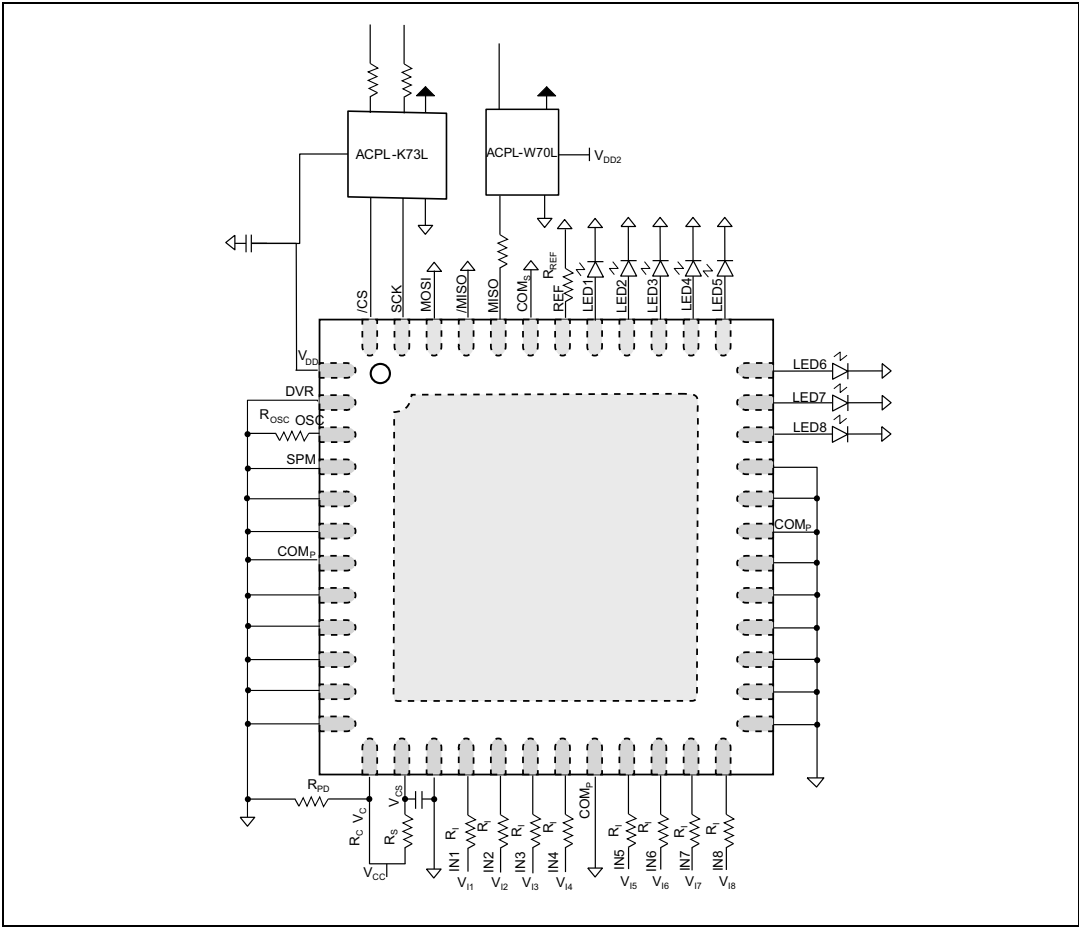 ACPL-K73L
ACPL-W70L
VDD2
/CS
SCK
MOSI
/MISO
MISO
COMS
REF
RREF
LED1
LED2
LED3
LED4
LED5
VDD
DVR
ROSC OSC
SPM
COMP
LED6
LED7
LED8
COMP
RPD
RC VC
VCS
RS
VCC
RI
RI
RI
RI
IN1
IN2
IN3
IN4
VI1
VI2
VI3
VI4
COMP
RI
RI
RI
RI
IN5
IN6
IN7
IN8
VI5
VI6
VI7
VI8